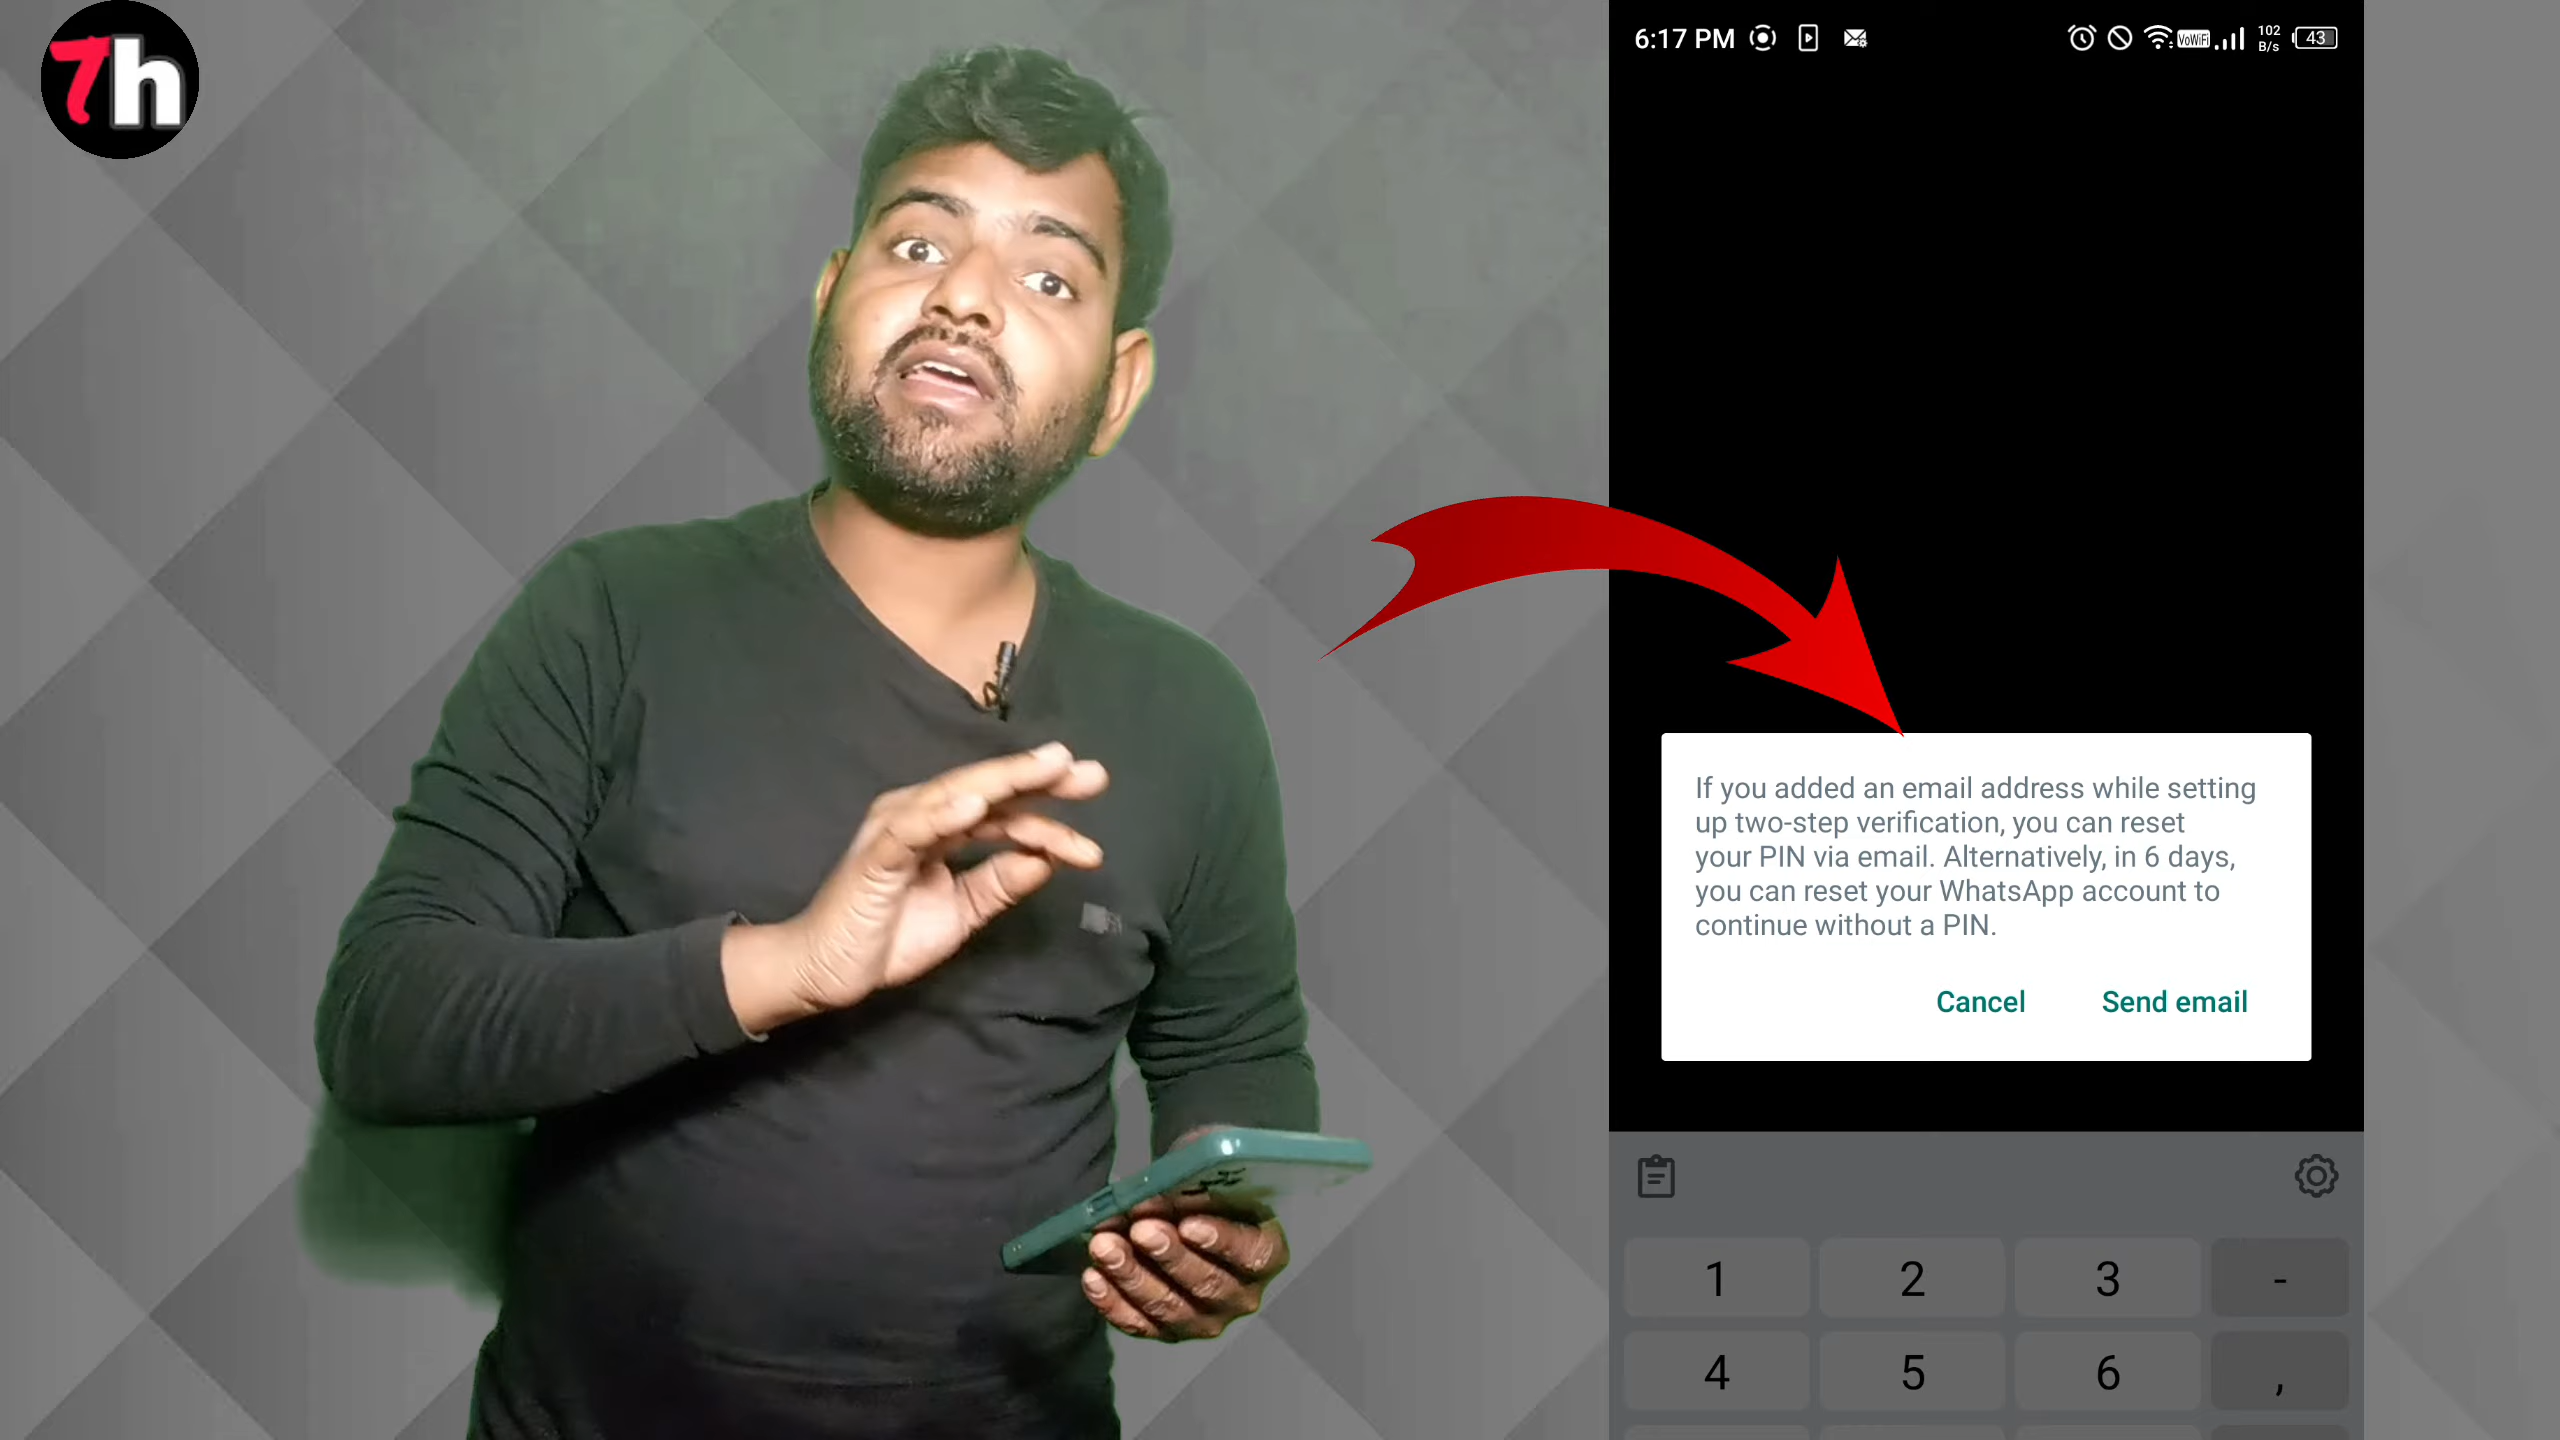 7h
6:17 PM
VoWiFi
102
B/s
43
If you added an email address while setting
up two-step verification, you can reset
your PIN via email. Alternatively, in 6 days,
you can reset your WhatsApp account to
continue without a PIN.
Cancel Send email
1 2 3 -
4 5 6 ,